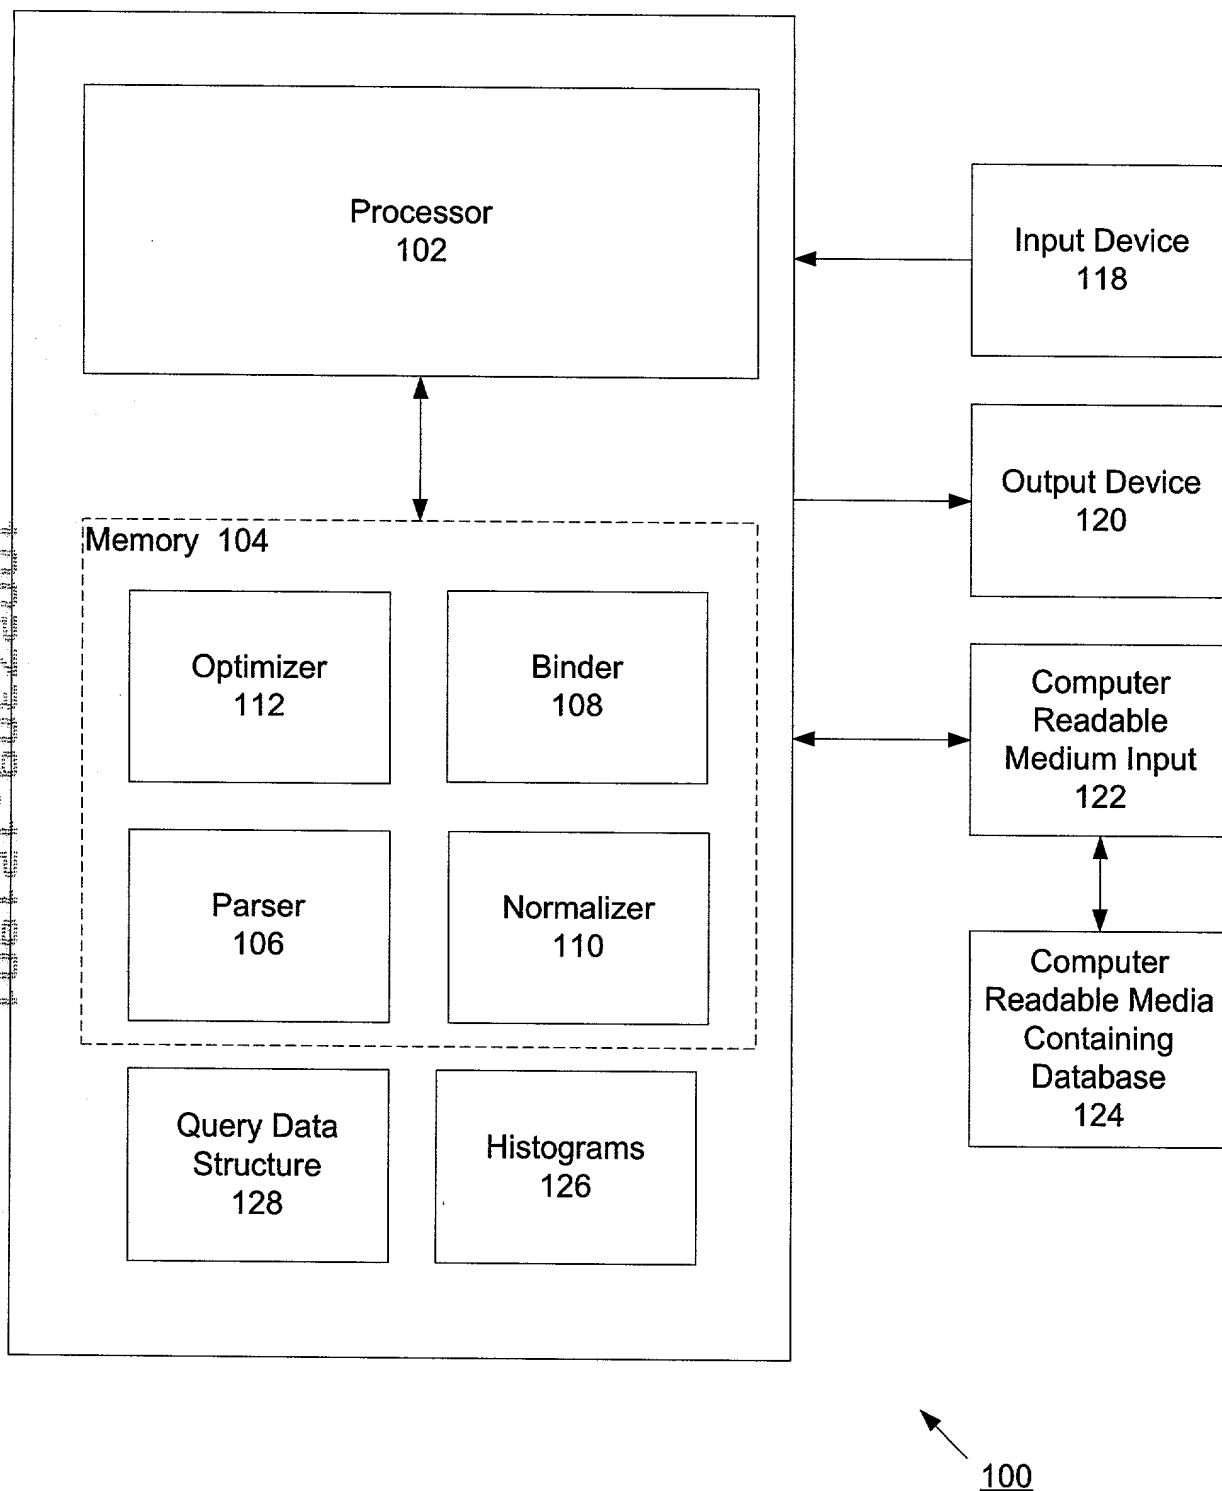 Processor
102
Input Device
118
Output Device
120
Memory 104
Optimizer
112
Binder
108
Computer
Readable
Medium Input
122
Parser
106
Normalizer
110
Computer
Readable Media
Containing
Database
124
Query Data
Structure
128
Histograms
126
100